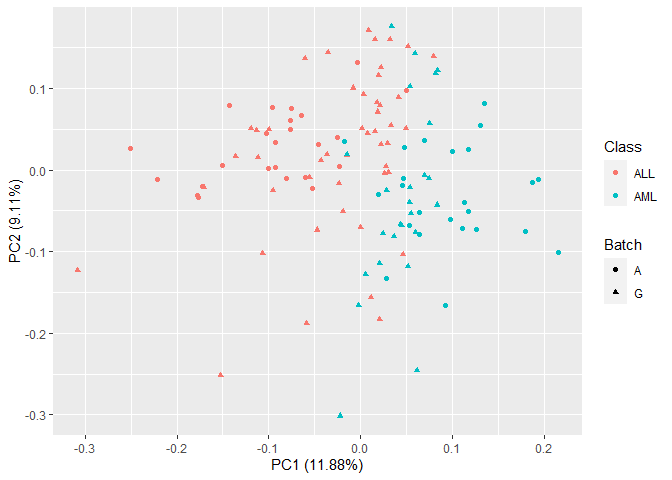 0.1
0.0
-0.1
-0.2
-0.3
PC2 (9.11%)
-0.3
-0.2
-0.1
0.0
0.1
0.2
PC1 (11.88%)
Class
ALL
AML
Batch
A
G